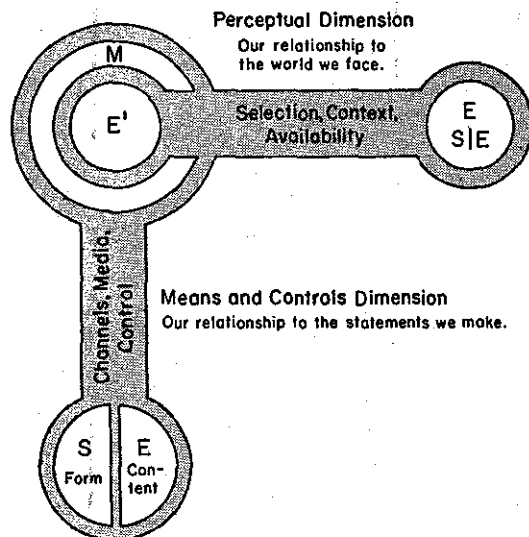 Perceptual Dimension
Our relationship to
the world we face.
M
E'
Selection, Context,
Availability
E
S|E
Channels, Media,
Control
Means and Controls Dimension
Our relationship to the statements we make.
S
Form
E
Con-
tent